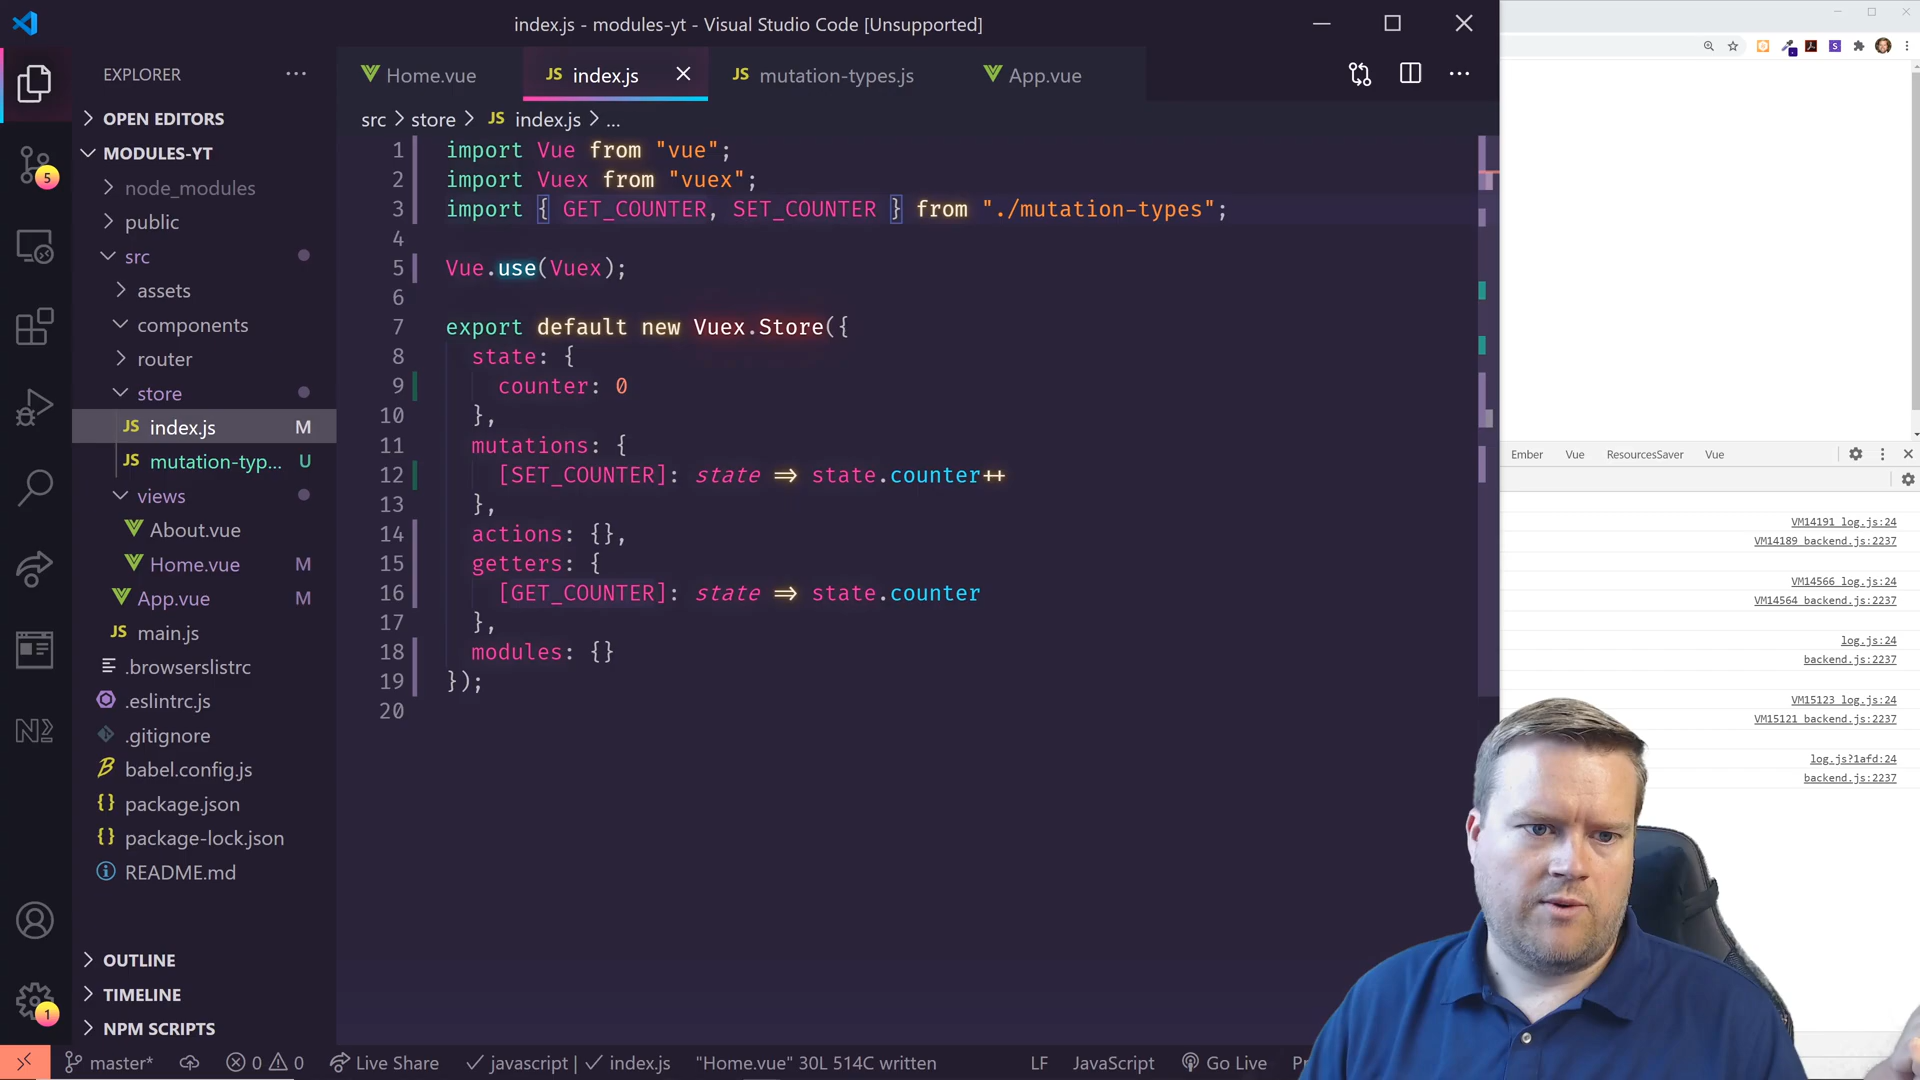 index.js - modules-yt - Visual Studio Code [Unsupported]
EXPLORER
Home.vue
JS index.js
JS mutation-types.js
App.vue
OPEN EDITORS
src > store > JS index.js > ...
MODULES-YT
node_modules
public
src
assets
components
router
store
JS index.js M
JS mutation-typ... U
views
About.vue
Home.vue M
App.vue M
JS main.js
.browserslistrc
.eslintrc.js
.gitignore
babel.config.js
{} package.json
{} package-lock.json
README.md
OUTLINE
TIMELINE
NPM SCRIPTS
5
1
1 import Vue from "vue";
2 import Vuex from "vuex";
3 import { GET_COUNTER, SET_COUNTER } from "./mutation-types";
4
5 Vue.use(Vuex);
6
7 export default new Vuex.Store({
8 state: {
9 counter: 0
10 },
11 mutations: {
12 [SET_COUNTER]: state => state.counter++
13 },
14 actions: {},
15 getters: {
16 [GET_COUNTER]: state => state.counter
17 },
18 modules: {}
19 });
20
Ember Vue ResourcesSaver Vue
VM14191 log.js:24
VM14189 backend.js:2237
VM14566 log.js:24
VM14564 backend.js:2237
log.js:24
backend.js:2237
VM15123 log.js:24
VM15121 backend.js:2237
log.js?1afd:24
backend.js:2237
master* 0 0 Live Share javascript | index.js "Home.vue" 30L 514C written LF JavaScript Go Live